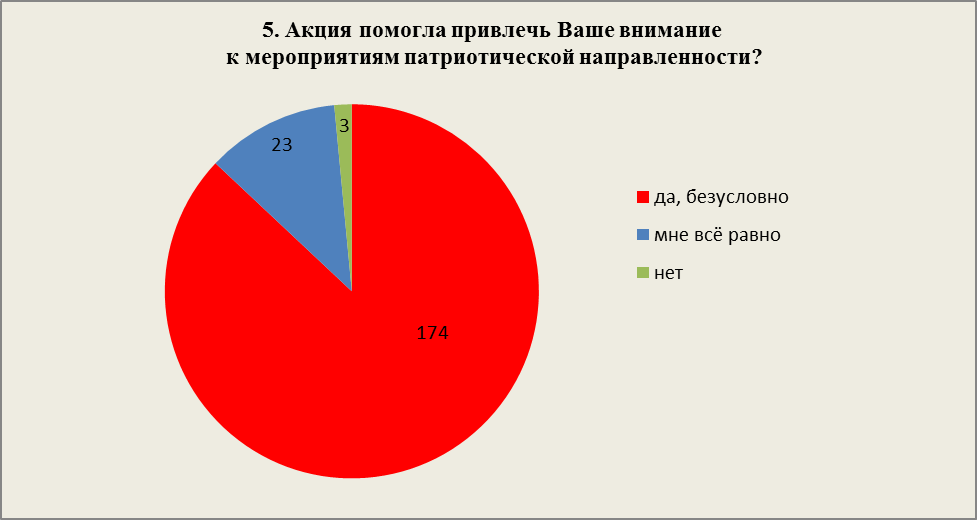 5. Акция помогла привлечь Ваше внимание
к мероприятиям патриотической направленности?
3
23
174
да, безусловно
мне всё равно
нет